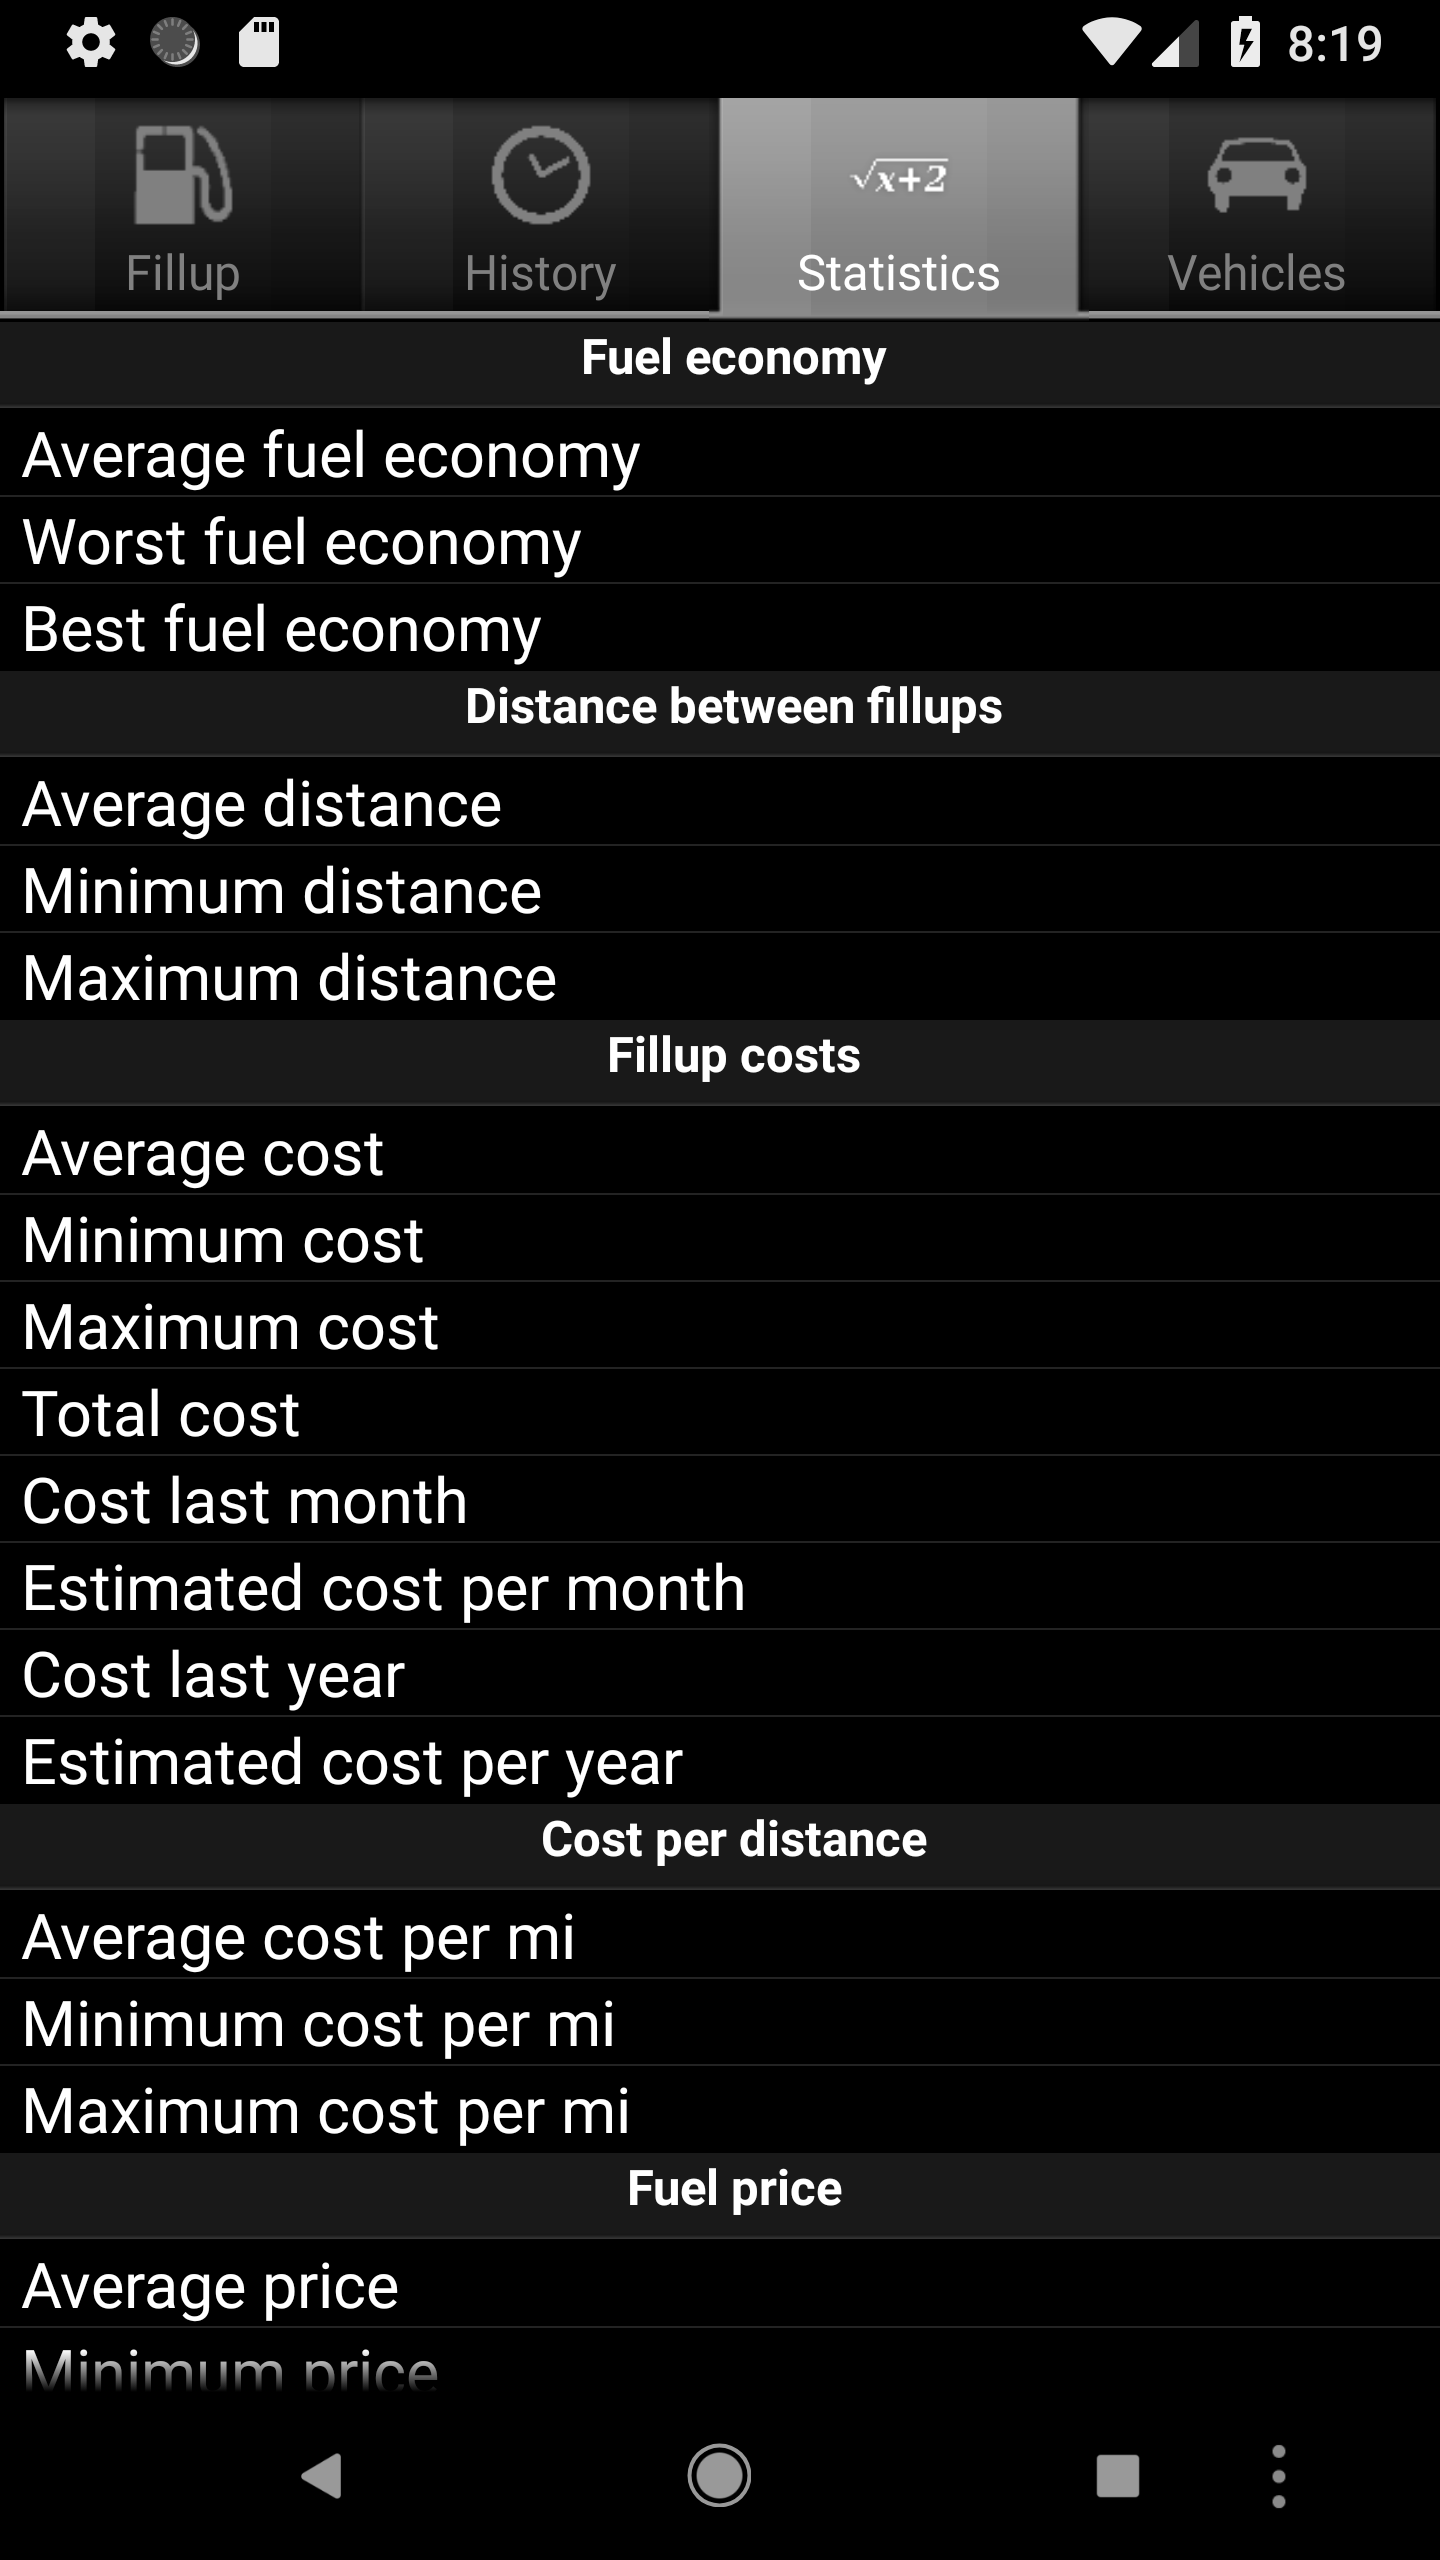 8:19
√x+2
Fillup History Statistics Vehicles
Fuel economy
Average fuel economy
Worst fuel economy
Best fuel economy
Distance between fillups
Average distance
Minimum distance
Maximum distance
Fillup costs
Average cost
Minimum cost
Maximum cost
Total cost
Cost last month
Estimated cost per month
Cost last year
Estimated cost per year
Cost per distance
Average cost per mi
Minimum cost per mi
Maximum cost per mi
Fuel price
Average price
Minimum price